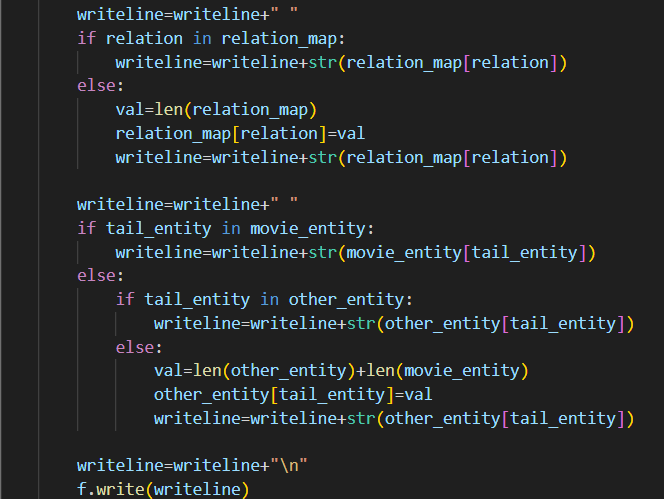 writeline=writeline+" "
if relation in relation_map:
    writeline=writeline+str(relation_map[relation])
else:
    val=len(relation_map)
    relation_map[relation]=val
    writeline=writeline+str(relation_map[relation])

writeline=writeline+" "
if tail_entity in movie_entity:
    writeline=writeline+str(movie_entity[tail_entity])
else:
    if tail_entity in other_entity:
        writeline=writeline+str(other_entity[tail_entity])
    else:
        val=len(other_entity)+len(movie_entity)
        other_entity[tail_entity]=val
        writeline=writeline+str(other_entity[tail_entity])

writeline=writeline+"\n"
f.write(writeline)